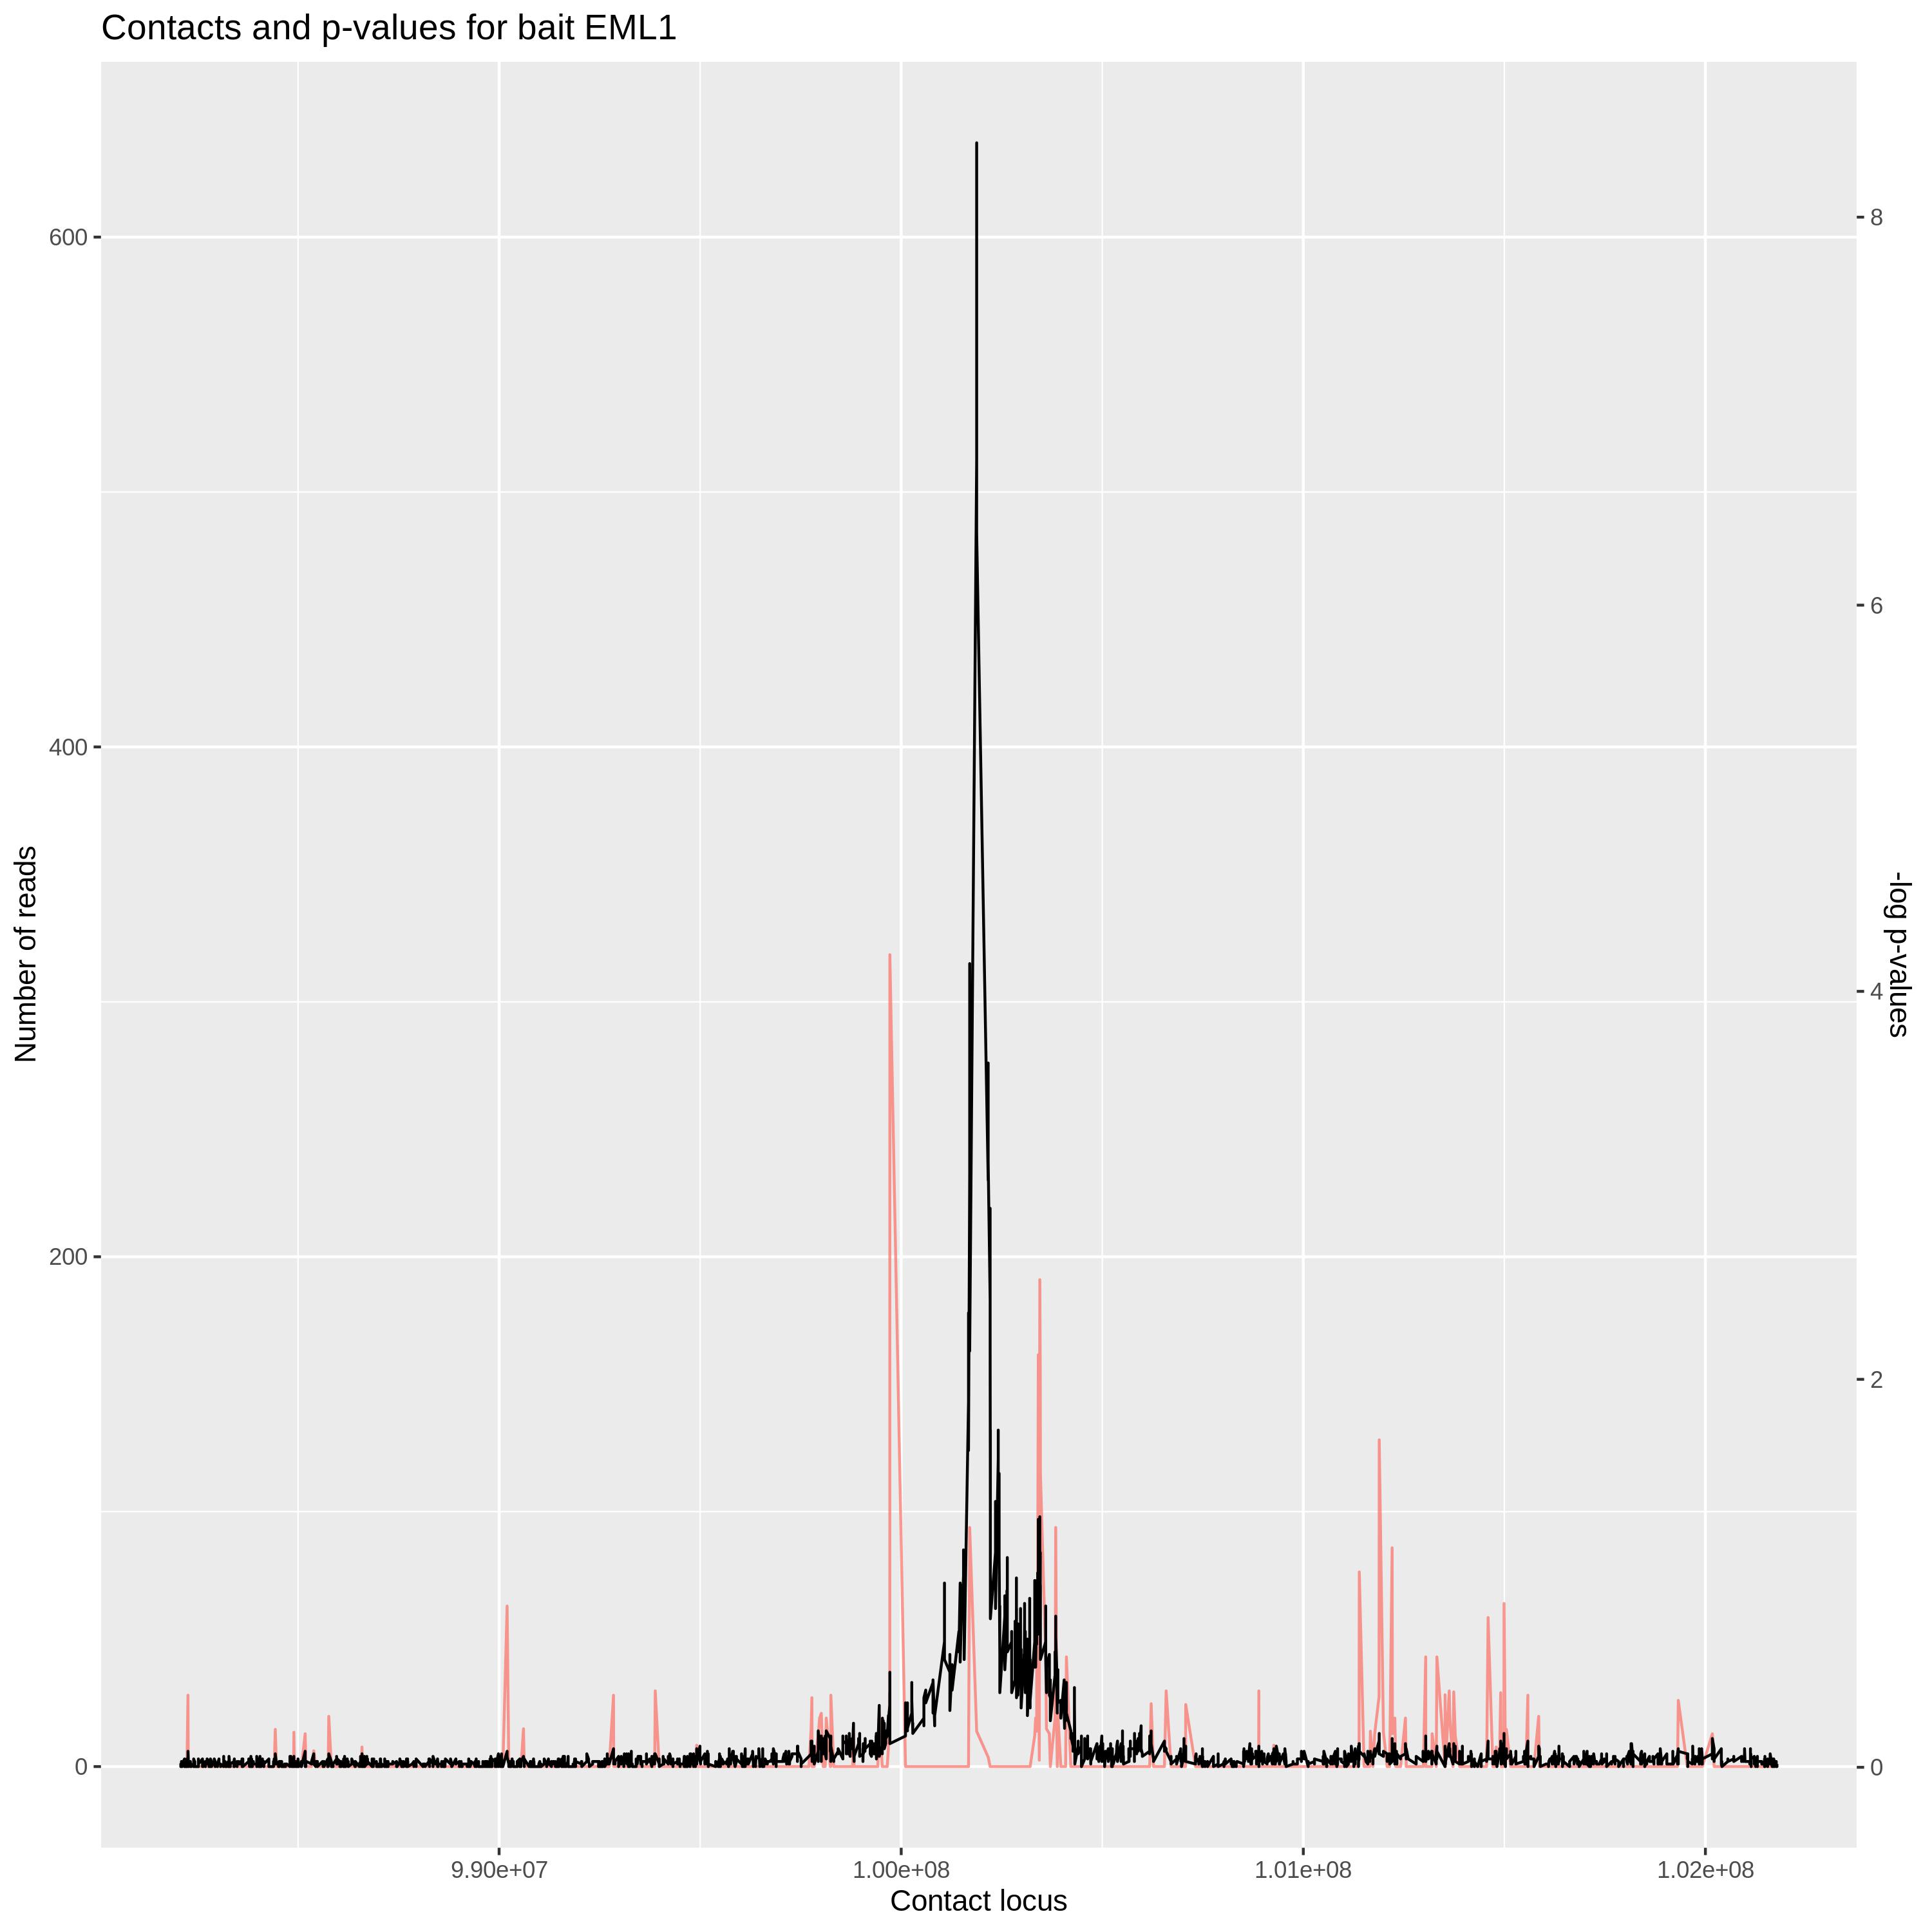 Contacts and p-values for bait EML1
600
400
200
0
Number of reads
8
6
4
2
0
-log p-values
9.90e+07
1.00e+08
1.01e+08
1.02e+08
Contact locus